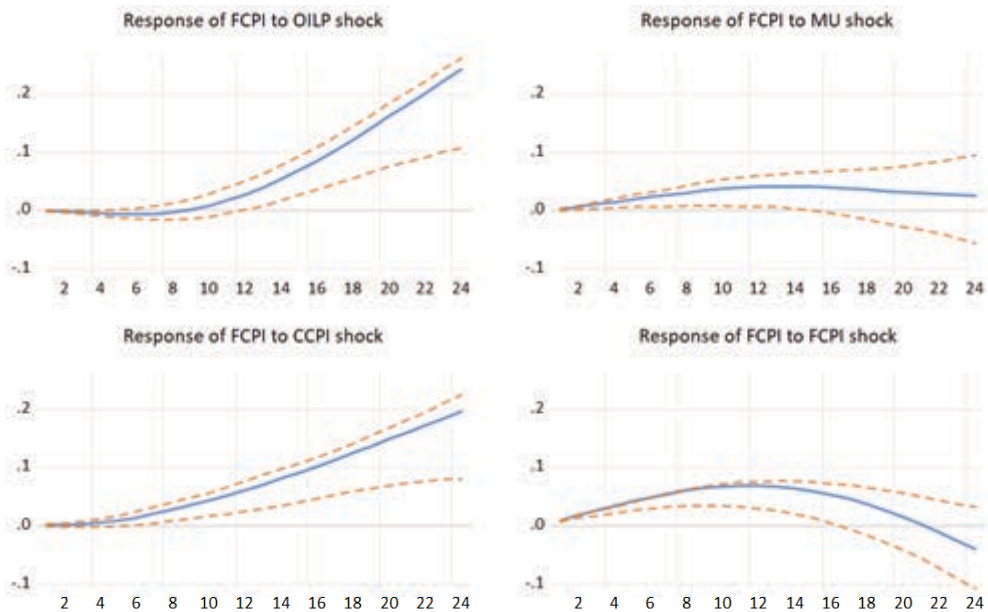 Response of FCPI to OILP shock
.2
.1
.0
-.1
2 4 6 8 10 12 14 16 18 20 22 24
Response of FCPI to MU shock
.2
.1
.0
-.1
2 4 6 8 10 12 14 16 18 20 22 24
Response of FCPI to CCPI shock
.2
.1
.0
-.1
2 4 6 8 10 12 14 16 18 20 22 24
Response of FCPI to FCPI shock
.2
.1
.0
-.1
2 4 6 8 10 12 14 16 18 20 22 24